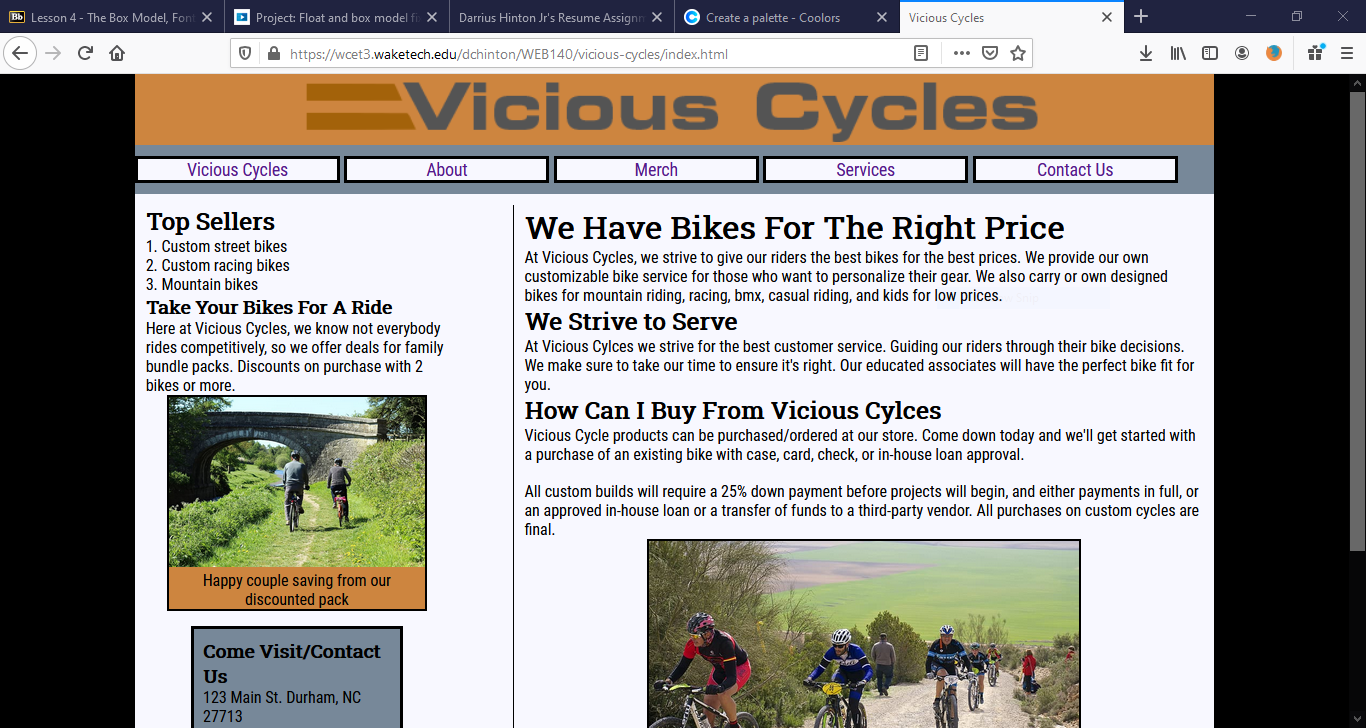 Lesson 4 - The Box Model, Font
Project: Float and box model fi
Darrius Hinton Jr's Resume Assignm
Create a palette - Coolors
Vicious Cycles
https://wcet3.waketech.edu/dchinton/WEB140/vicious-cycles/index.html
Vicious Cycles
Vicious Cycles
About
Merch
Services
Contact Us
Top Sellers
1. Custom street bikes
2. Custom racing bikes
3. Mountain bikes
Take Your Bikes For A Ride
Here at Vicious Cycles, we know not everybody
rides competitively, so we offer deals for family
bundle packs. Discounts on purchase with 2
bikes or more.
Happy couple saving from our
discounted pack
Come Visit/Contact
Us
123 Main St. Durham, NC
27713
We Have Bikes For The Right Price
At Vicious Cycles, we strive to give our riders the best bikes for the best prices. We provide our own
customizable bike service for those who want to personalize their gear. We also carry or own designed
bikes for mountain riding, racing, bmx, casual riding, and kids for low prices.
We Strive to Serve
At Vicious Cylces we strive for the best customer service. Guiding our riders through their bike decisions.
We make sure to take our time to ensure it's right. Our educated associates will have the perfect bike fit for
you.
How Can I Buy From Vicious Cylces
Vicious Cycle products can be purchased/ordered at our store. Come down today and we'll get started with
a purchase of an existing bike with case, card, check, or in-house loan approval.
All custom builds will require a 25% down payment before projects will begin, and either payments in full, or
an approved in-house loan or a transfer of funds to a third-party vendor. All purchases on custom cycles are
final.